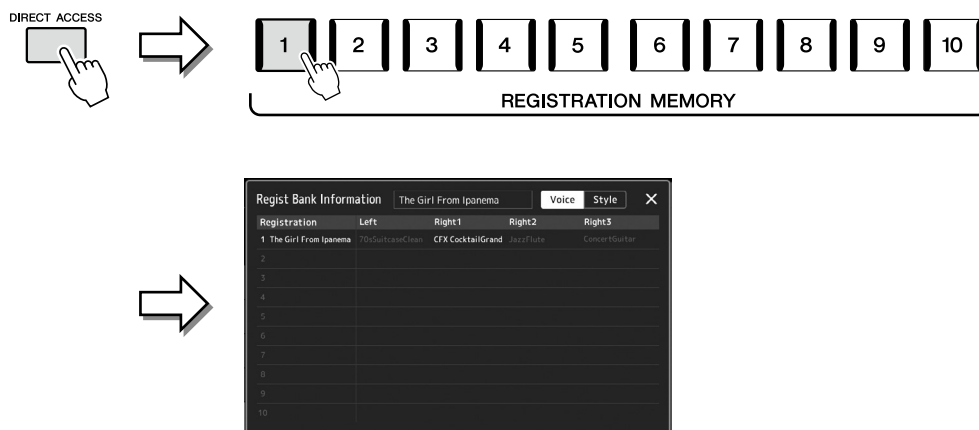 DIRECT ACCESS
1 2 3 4 5 6 7 8 9 10
REGISTRATION MEMORY
Regist Bank Information The Girl From Ipanema Voice Style ✕
Registration Left Right1 Right2 Right3
1 The Girl From Ipanema 70sSuitcaseClean CFX CocktailGrand JazzFlute ConcertGuitar
2
3
4
5
6
7
8
9
10